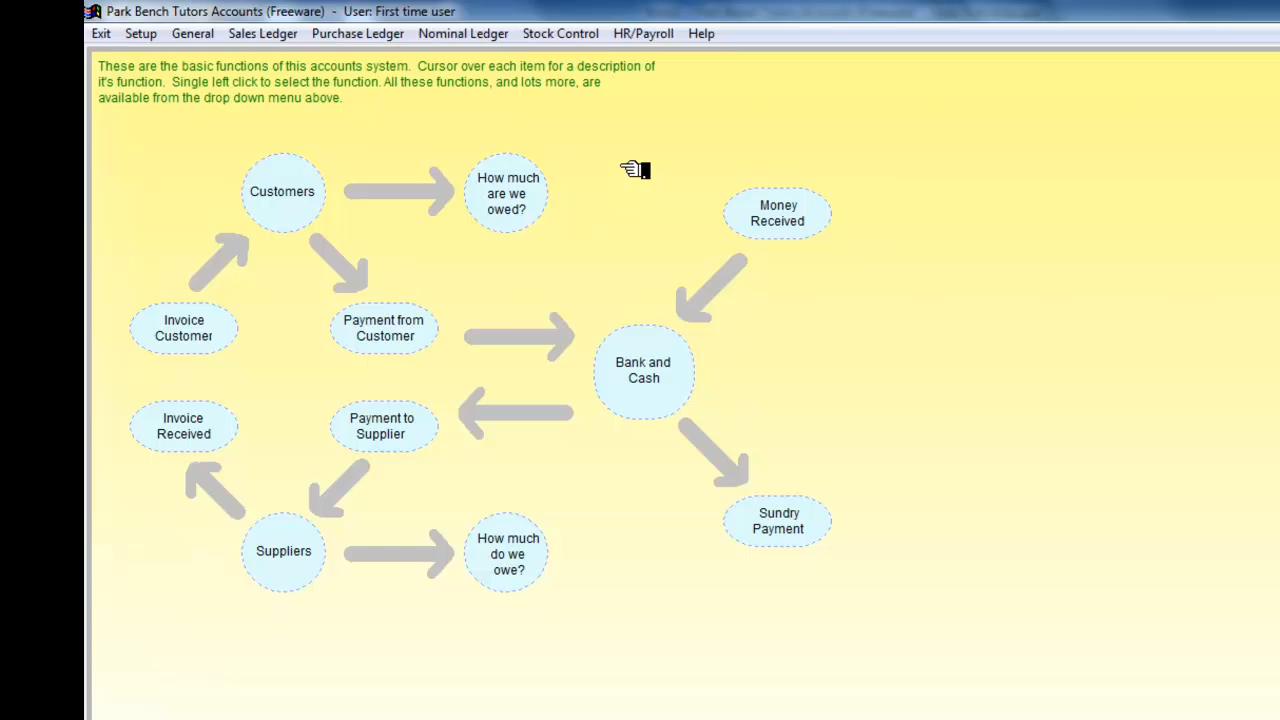 Park Bench Tutors Accounts (Freeware) - User: First time user
Exit Setup General Sales Ledger Purchase Ledger Nominal Ledger Stock Control HR/Payroll Help
These are the basic functions of this accounts system. Cursor over each item for a description of
it's function. Single left click to select the function. All these functions, and lots more, are
available from the drop down menu above.
Customers
How much
are we
owed?
Money
Received
Invoice
Customer
Payment from
Customer
Bank and
Cash
Invoice
Received
Payment to
Supplier
Sundry
Payment
Suppliers
How much
do we
owe?